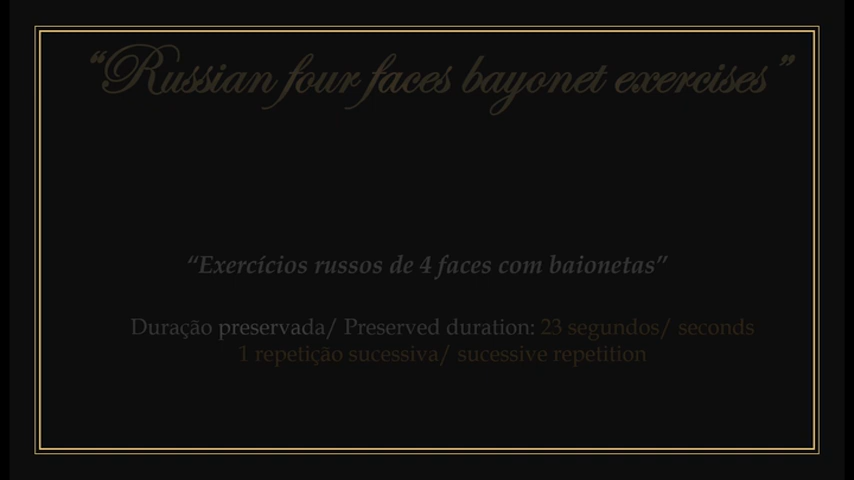 “Russian four faces bayonet exercises”
“Exercícios russos de 4 faces com baionetas”
Duração preservada/ Preserved duration: 23 segundos/ seconds
1 repetição sucessiva/ sucessive repetition